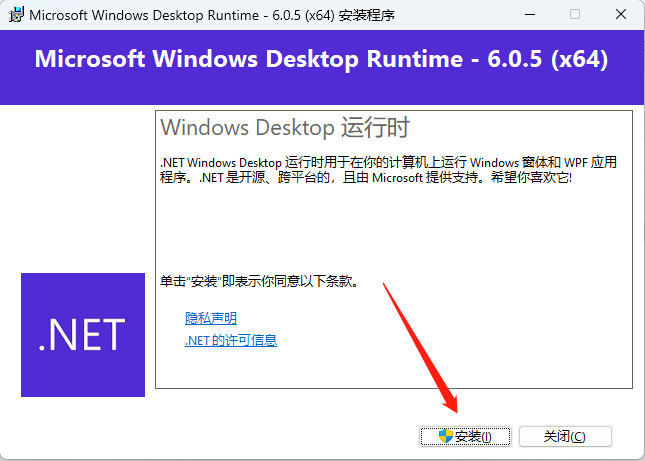 Microsoft Windows Desktop Runtime - 6.0.5 (x64) 安装程序
Microsoft Windows Desktop Runtime - 6.0.5 (x64)
Windows Desktop 运行时
.NET Windows Desktop 运行时用于在你的计算机上运行 Windows 窗体和 WPF 应用
程序。.NET 是开源、跨平台的，且由 Microsoft 提供支持。希望你喜欢它!
单击“安装”即表示你同意以下条款。
隐私声明
.NET 的许可信息
.NET
安装(I)
关闭(C)